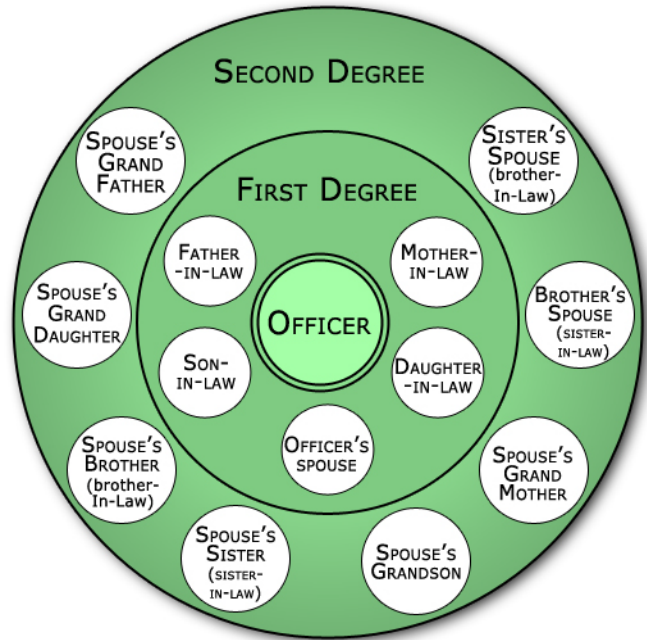 SECOND DEGREE
SPOUSE'S
GRAND
FATHER
SISTER'S
SPOUSE
(brother-
In-Law)
FIRST DEGREE
FATHER
-IN-LAW
MOTHER-
IN-LAW
SPOUSE'S
GRAND
DAUGHTER
OFFICER
BROTHER'S
SPOUSE
(SISTER-
IN-LAW)
SON-
IN-LAW
DAUGHTER
-IN-LAW
OFFICER'S
SPOUSE
SPOUSE'S
BROTHER
(brother-
In-Law)
SPOUSE'S
GRAND
MOTHER
SPOUSE'S
SISTER
(SISTER-
IN-LAW)
SPOUSE'S
GRANDSON